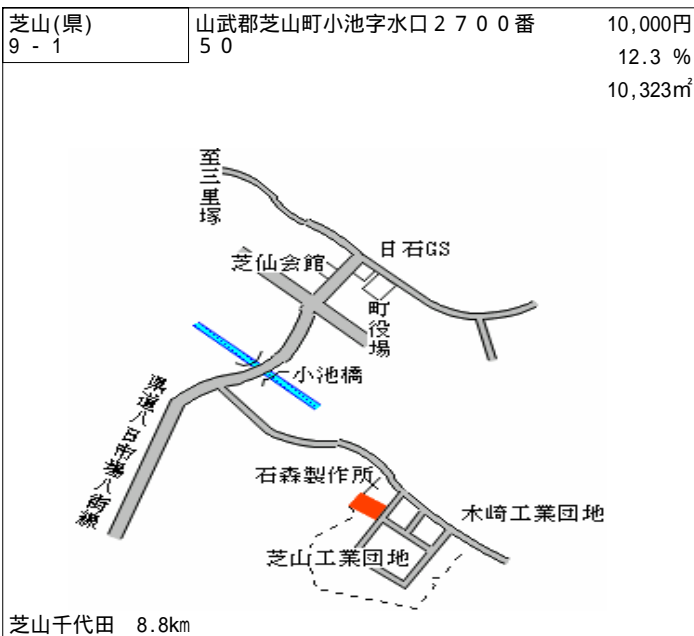 芝山(県)
9 - 1
山武郡芝山町小池字水口2700番
50
10,000円
12.3 %
10,323㎡
至三里塚
日石GS
芝仙会館
町役場
小池橋
県道八日市場八街線
石森製作所
木崎工業団地
芝山工業団地
芝山千代田 8.8km